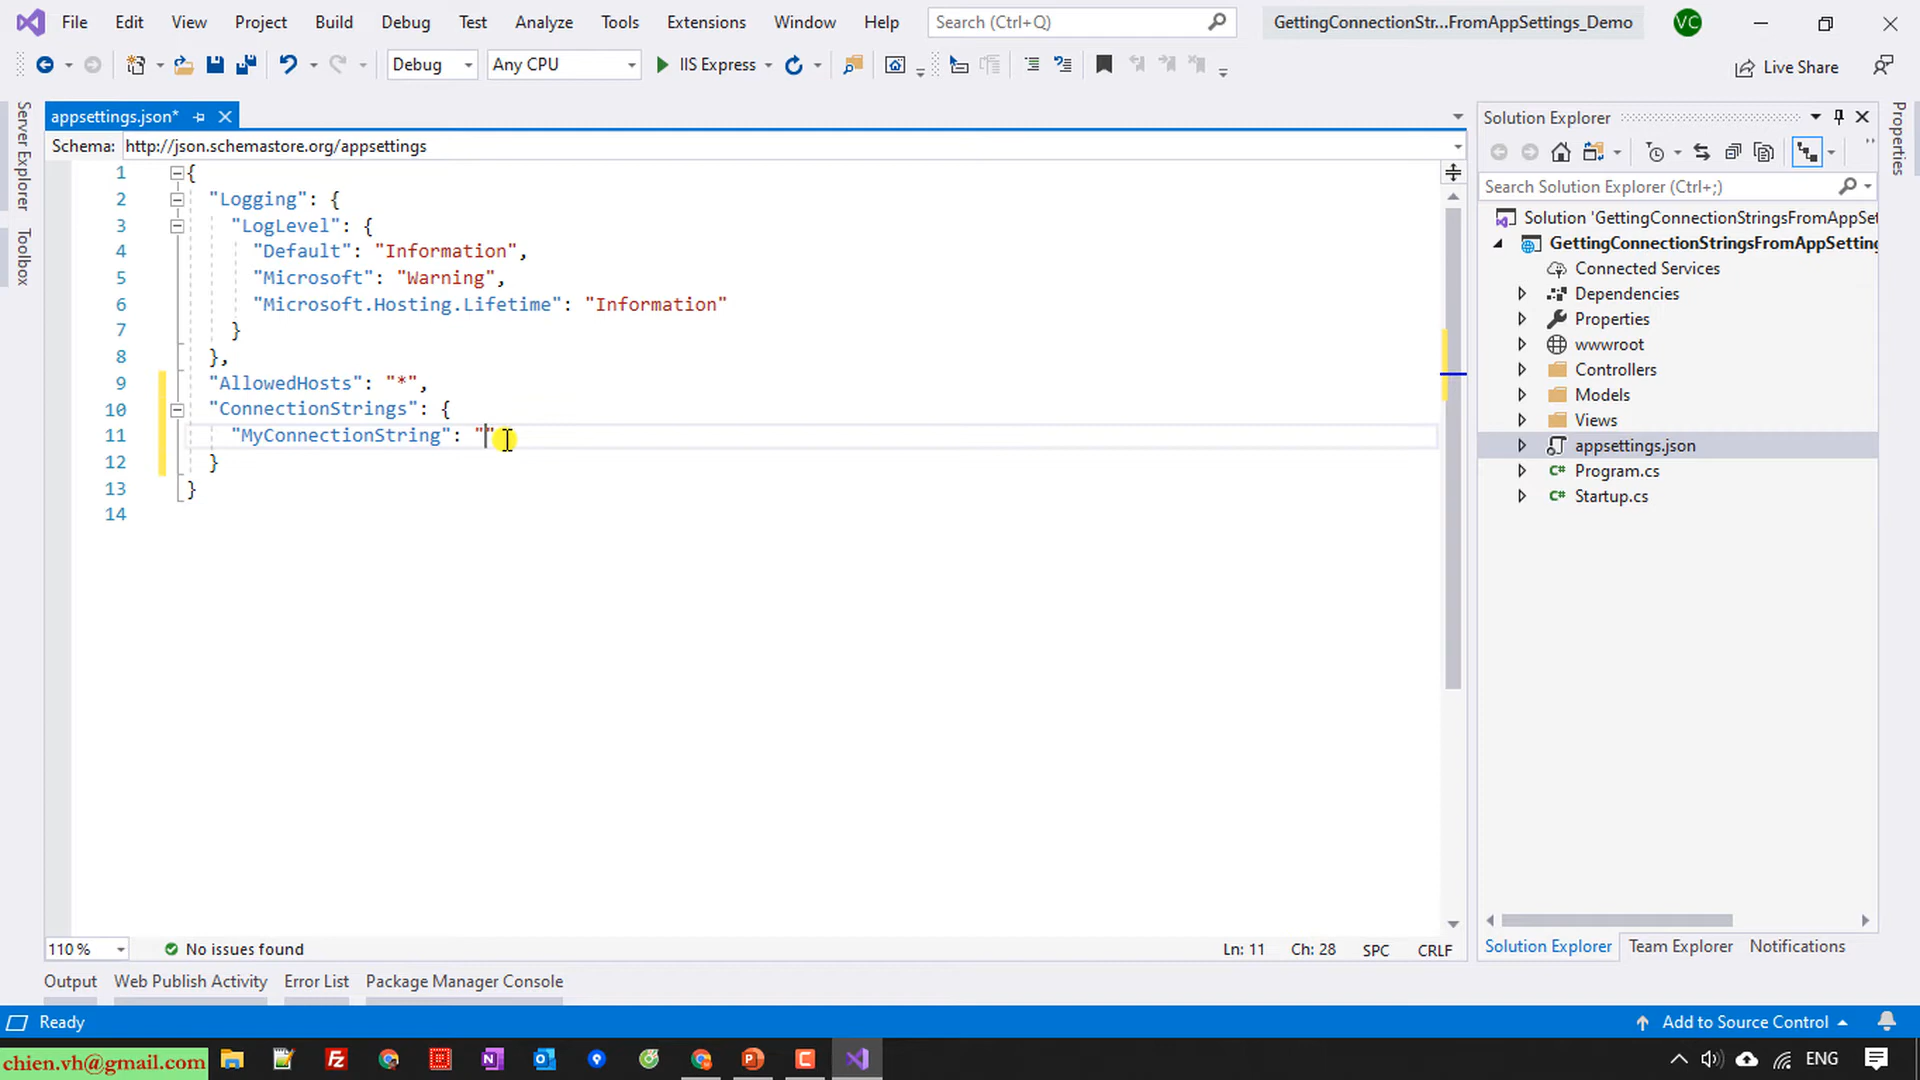 File Edit View Project Build Debug Test Analyze Tools Extensions Window Help Search (Ctrl+Q) GettingConnectionStr...FromAppSettings_Demo VC
Debug Any CPU IIS Express Live Share
Server Explorer
Toolbox
appsettings.json*
Schema: http://json.schemastore.org/appsettings
1 {
2 "Logging": {
3 "LogLevel": {
4 "Default": "Information",
5 "Microsoft": "Warning",
6 "Microsoft.Hosting.Lifetime": "Information"
7 }
8 },
9 "AllowedHosts": "*",
10 "ConnectionStrings": {
11 "MyConnectionString": ""
12 }
13 }
14
110 % No issues found Ln: 11 Ch: 28 SPC CRLF
Solution Explorer
Search Solution Explorer (Ctrl+;)
Solution 'GettingConnectionStringsFromAppSet
GettingConnectionStringsFromAppSetting
Connected Services
Dependencies
Properties
wwwroot
Controllers
Models
Views
appsettings.json
C# Program.cs
C# Startup.cs
Solution Explorer Team Explorer Notifications
Properties
Output Web Publish Activity Error List Package Manager Console
Ready Add to Source Control
chien.vh@gmail.com ENG